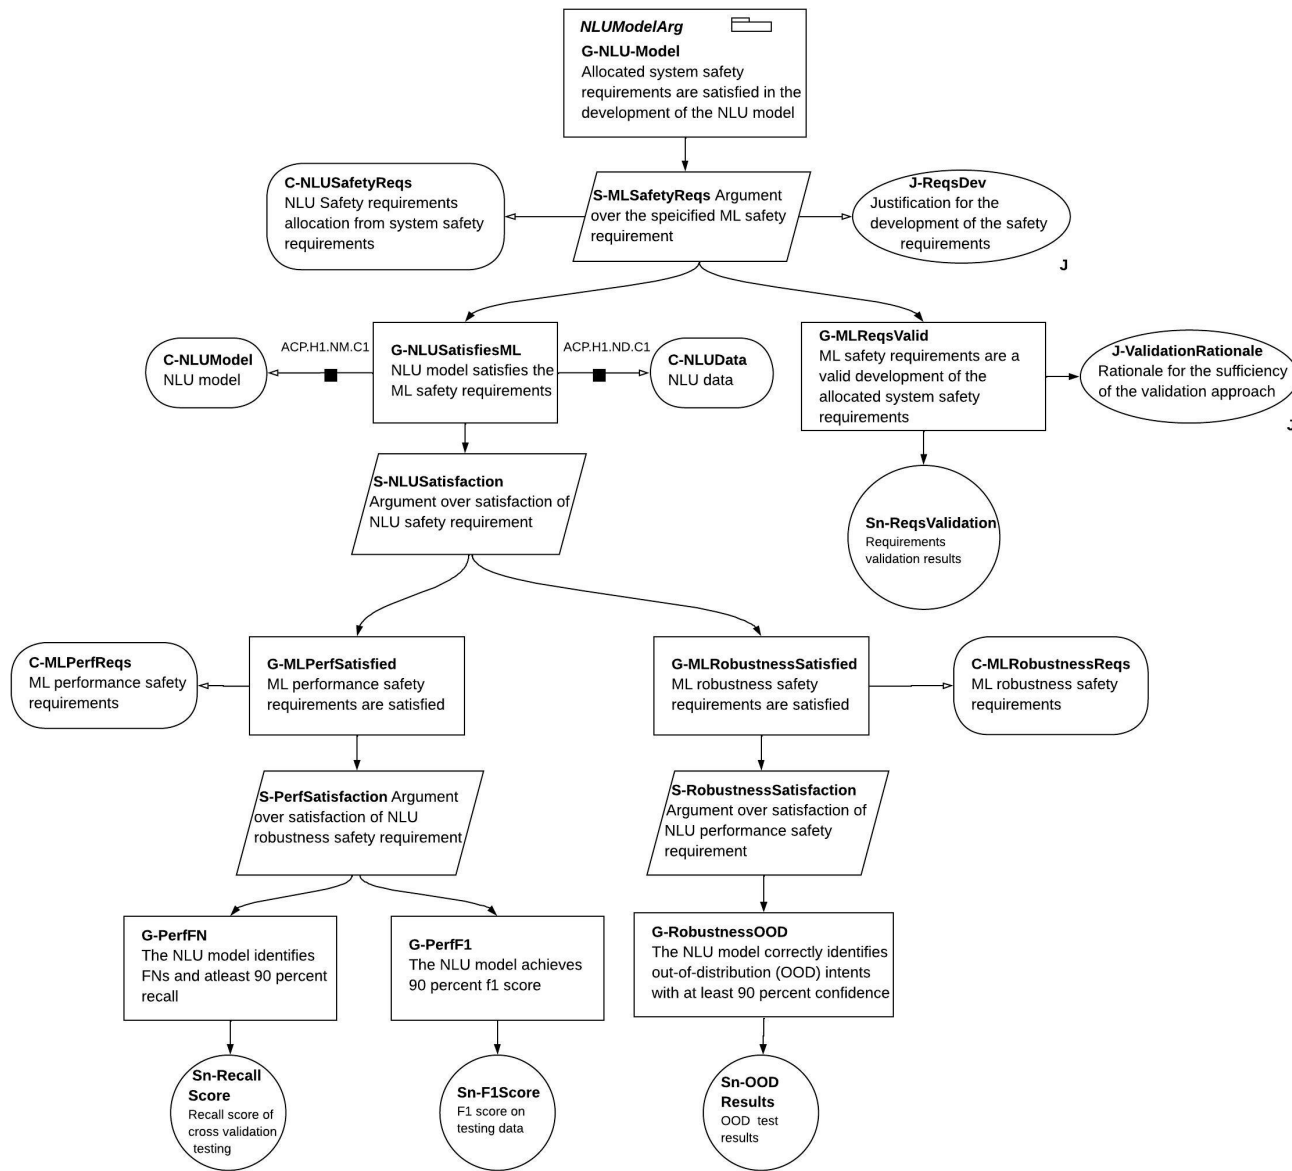 NLUModelArg
G-NLU-Model
Allocated system safety
requirements are satisfied in the
development of the NLU model
C-NLUSafetyReqs
NLU Safety requirements
allocation from system safety
requirements
S-MLSafetyReqs Argument
over the speicified ML safety
requirement
J-ReqsDev
Justification for the
development of the safety
requirements
J
C-NLUModel
NLU model
ACP.H1.NM.C1
G-NLUSatisfiesML
NLU model satisfies the
ML safety requirements
ACP.H1.ND.C1
C-NLUData
NLU data
G-MLReqsValid
ML safety requirements are a
valid development of the
allocated system safety
requirements
J-ValidationRationale
Rationale for the sufficiency
of the validation approach
J
S-NLUSatisfaction
Argument over satisfaction of
NLU safety requirement
Sn-ReqsValidation
Requirements
validation results
C-MLPerfReqs
ML performance safety
requirements
G-MLPerfSatisfied
ML performance safety
requirements are satisfied
G-MLRobustnessSatisfied
ML robustness safety
requirements are satisfied
C-MLRobustnessReqs
ML robustness safety
requirements
S-PerfSatisfaction Argument
over satisfaction of NLU
robustness safety requirement
S-RobustnessSatisfaction
Argument over satisfaction of
NLU performance safety
requirement
G-PerfFN
The NLU model identifies
FNs and atleast 90 percent
recall
G-PerfF1
The NLU model achieves
90 percent f1 score
G-RobustnessOOD
The NLU model correctly identifies
out-of-distribution (OOD) intents
with at least 90 percent confidence
Sn-Recall
Score
Recall score of
cross validation
testing
Sn-F1Score
F1 score on
testing data
Sn-OOD
Results
OOD test
results